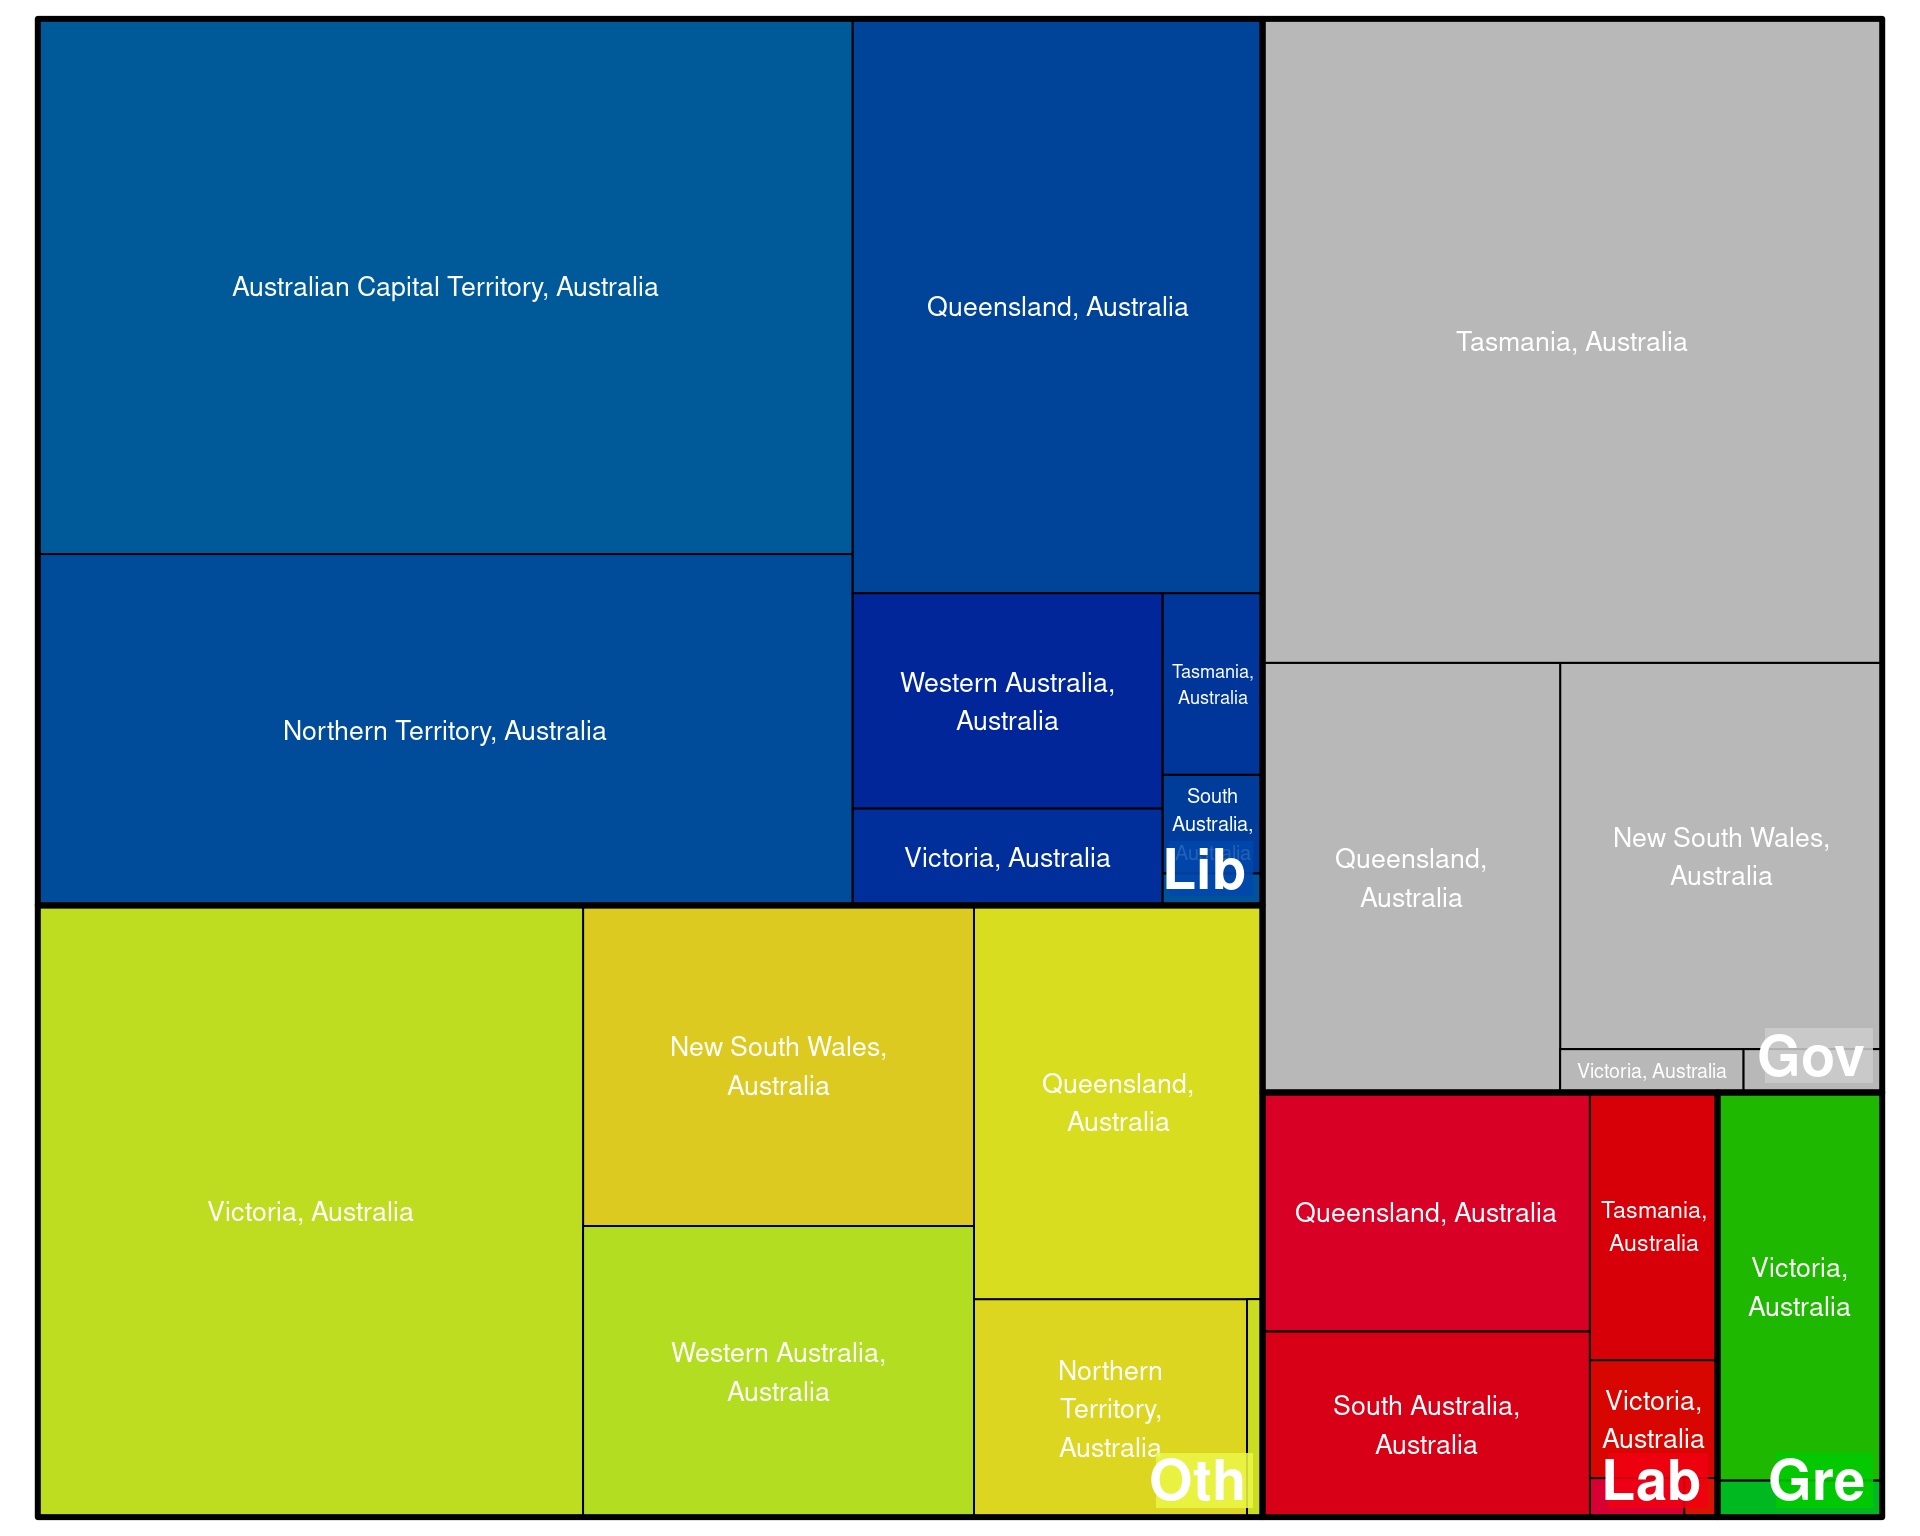 Australian Capital Territory, Australia
Queensland, Australia
Tasmania, Australia
Northern Territory, Australia
Western Australia,
Australia
Tasmania,
Australia
South
Australia,
Australia
Victoria, Australia
Lib
Queensland,
Australia
New South Wales,
Australia
Victoria, Australia
Gov
Victoria, Australia
New South Wales,
Australia
Queensland,
Australia
Western Australia,
Australia
Northern
Territory,
Australia
Oth
Queensland, Australia
Tasmania,
Australia
South Australia,
Australia
Victoria,
Australia
Lab
Victoria,
Australia
Gre